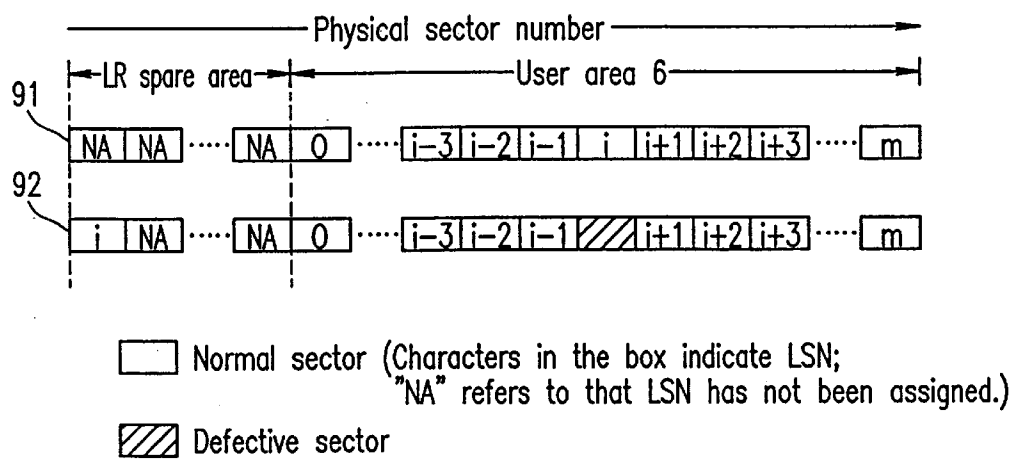 Physical sector number
LR spare area User area 6
91
NA NA ····· NA 0 ····· i-3 i-2 i-1 i i+1 i+2 i+3 ····· m
92
i NA ····· NA 0 ····· i-3 i-2 i-1 i+1 i+2 i+3 ····· m
Normal sector (Characters in the box indicate LSN;
"NA" refers to that LSN has not been assigned.)
Defective sector